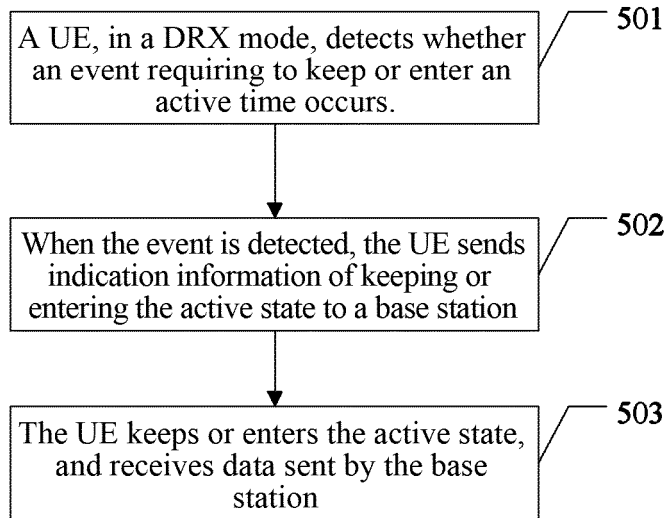 501
A UE, in a DRX mode, detects whether
an event requiring to keep or enter an
active time occurs.
502
When the event is detected, the UE sends
indication information of keeping or
entering the active state to a base station
503
The UE keeps or enters the active state,
and receives data sent by the base
station